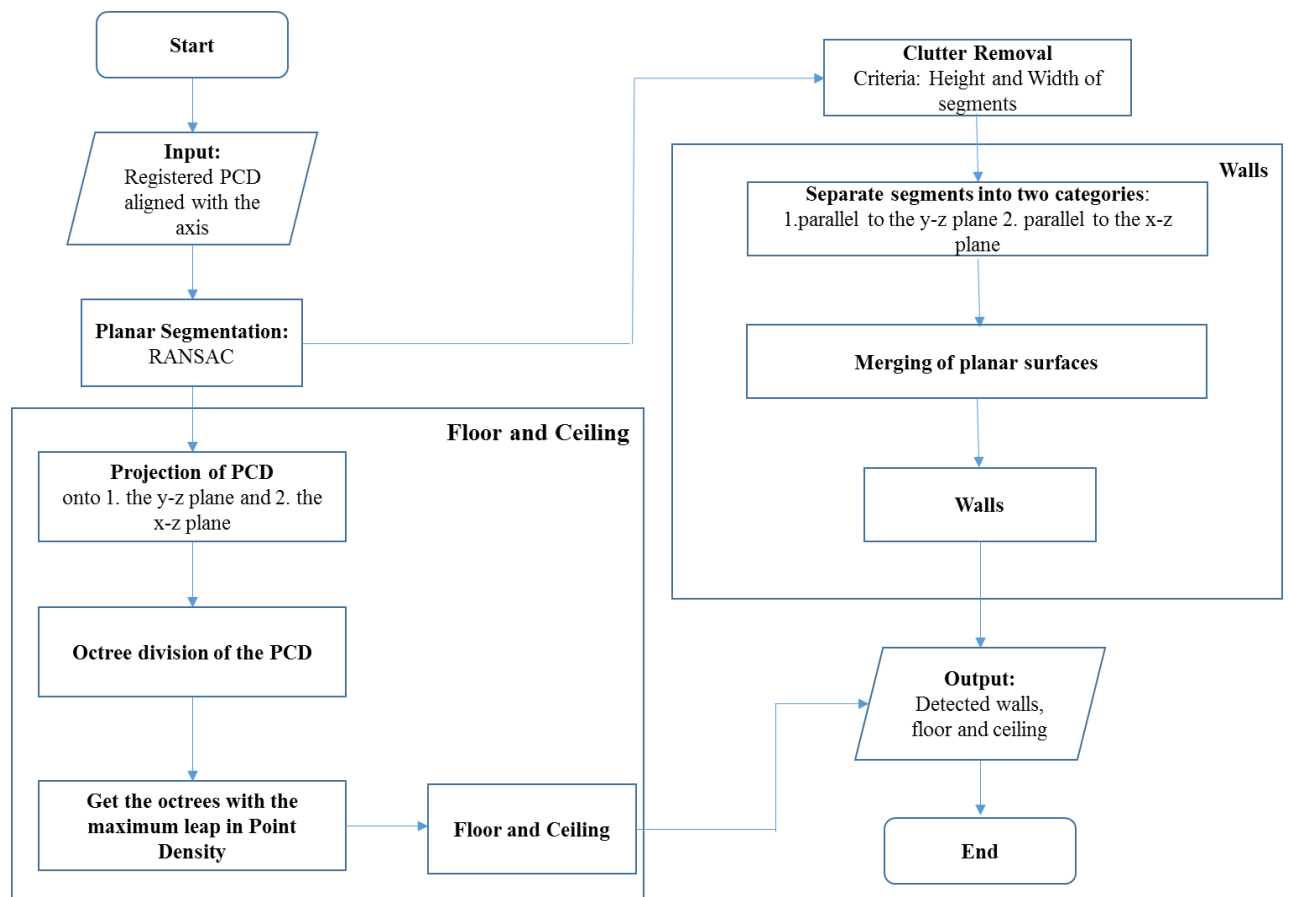 Start
Input:
Registered PCD
aligned with the
axis
Planar Segmentation:
RANSAC
Floor and Ceiling
Projection of PCD
onto 1. the y-z plane and 2. the
x-z plane
Octree division of the PCD
Get the octrees with the
maximum leap in Point
Density
Floor and Ceiling
Clutter Removal
Criteria: Height and Width of
segments
Walls
Separate segments into two categories:
1.parallel to the y-z plane 2. parallel to the x-z
plane
Merging of planar surfaces
Walls
Output:
Detected walls,
floor and ceiling
End